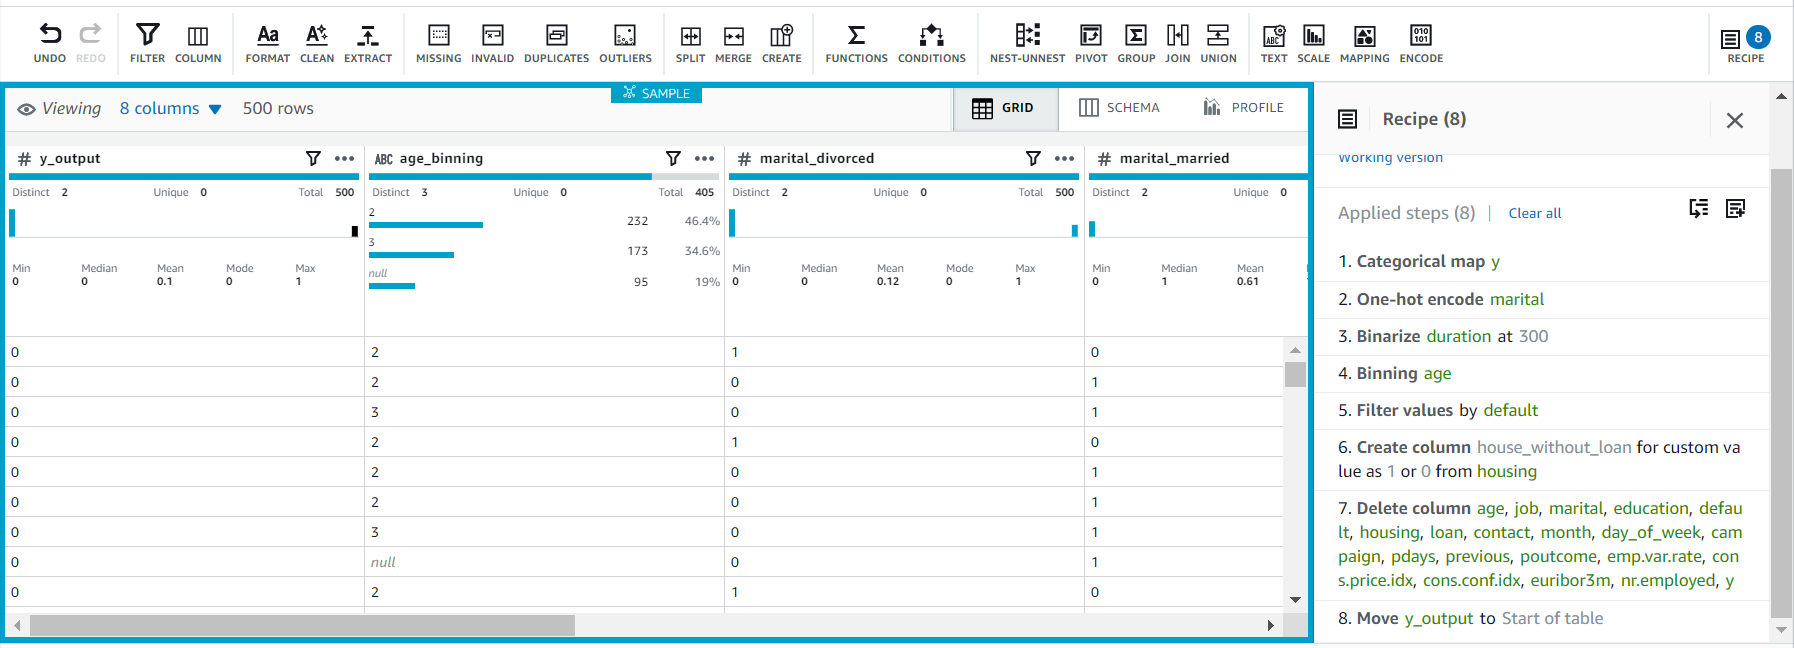 UNDO REDO FILTER COLUMN FORMAT CLEAN EXTRACT MISSING INVALID DUPLICATES OUTLIERS SPLIT MERGE CREATE FUNCTIONS CONDITIONS NEST-UNNEST PIVOT GROUP JOIN UNION TEXT SCALE MAPPING ENCODE 8 RECIPE
Viewing 8 columns 500 rows SAMPLE GRID SCHEMA PROFILE
# y_output ABC age_binning # marital_divorced # marital_married
Distinct 2 Unique 0 Total 500 Distinct 3 Unique 0 Total 405 Distinct 2 Unique 0 Total 500 Distinct 2 Unique 0
2 232 46.4%
3 173 34.6%
null 95 19%
Min Median Mean Mode Max Min Median Mean Mode Max Min Median Mean
0 0 0.1 0 1 0 0 0.12 0 1 0 1 0.61
0 2 1 0
0 2 0 1
0 3 0 1
0 2 1 0
0 2 0 1
0 2 0 1
0 3 0 1
0 null 0 1
0 2 1 0
Recipe (8)
Working version
Applied steps (8) | Clear all
1. Categorical map y
2. One-hot encode marital
3. Binarize duration at 300
4. Binning age
5. Filter values by default
6. Create column house_without_loan for custom va
lue as 1 or 0 from housing
7. Delete column age, job, marital, education, defau
lt, housing, loan, contact, month, day_of_week, cam
paign, pdays, previous, poutcome, emp.var.rate, con
s.price.idx, cons.conf.idx, euribor3m, nr.employed, y
8. Move y_output to Start of table